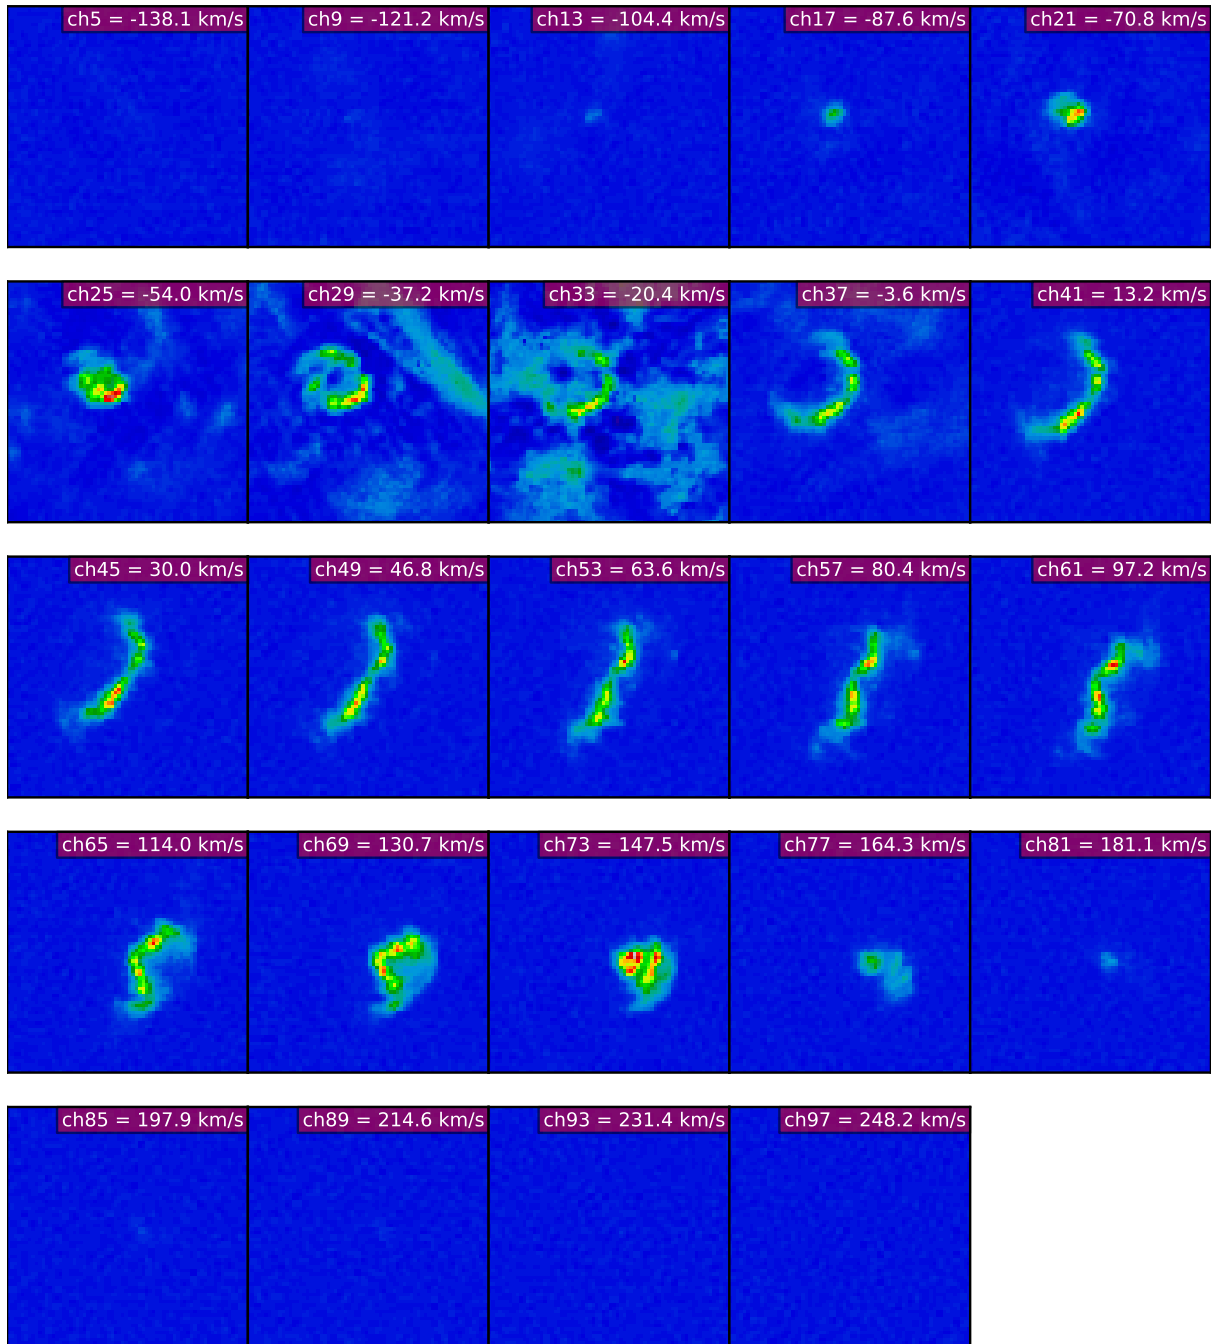 ch5 = -138.1 km/s
ch9 = -121.2 km/s
ch13 = -104.4 km/s
ch17 = -87.6 km/s
ch21 = -70.8 km/s
ch25 = -54.0 km/s
ch29 = -37.2 km/s
ch33 = -20.4 km/s
ch37 = -3.6 km/s
ch41 = 13.2 km/s
ch45 = 30.0 km/s
ch49 = 46.8 km/s
ch53 = 63.6 km/s
ch57 = 80.4 km/s
ch61 = 97.2 km/s
ch65 = 114.0 km/s
ch69 = 130.7 km/s
ch73 = 147.5 km/s
ch77 = 164.3 km/s
ch81 = 181.1 km/s
ch85 = 197.9 km/s
ch89 = 214.6 km/s
ch93 = 231.4 km/s
ch97 = 248.2 km/s